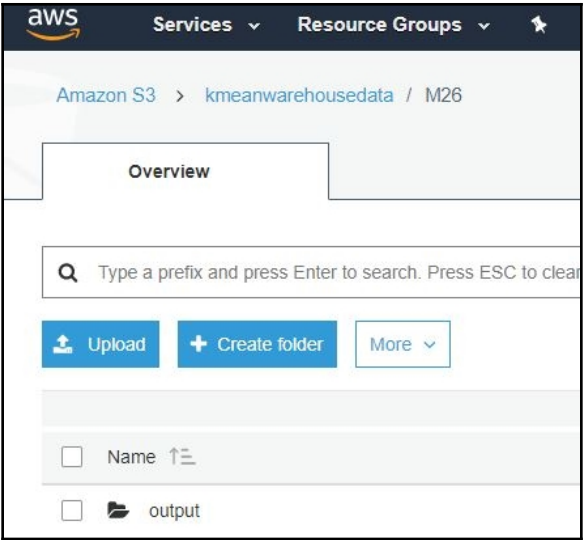 aws Services Resource Groups
Amazon S3 > kmeanwarehousedata / M26
Overview
Type a prefix and press Enter to search. Press ESC to clear
Upload + Create folder More
Name
output